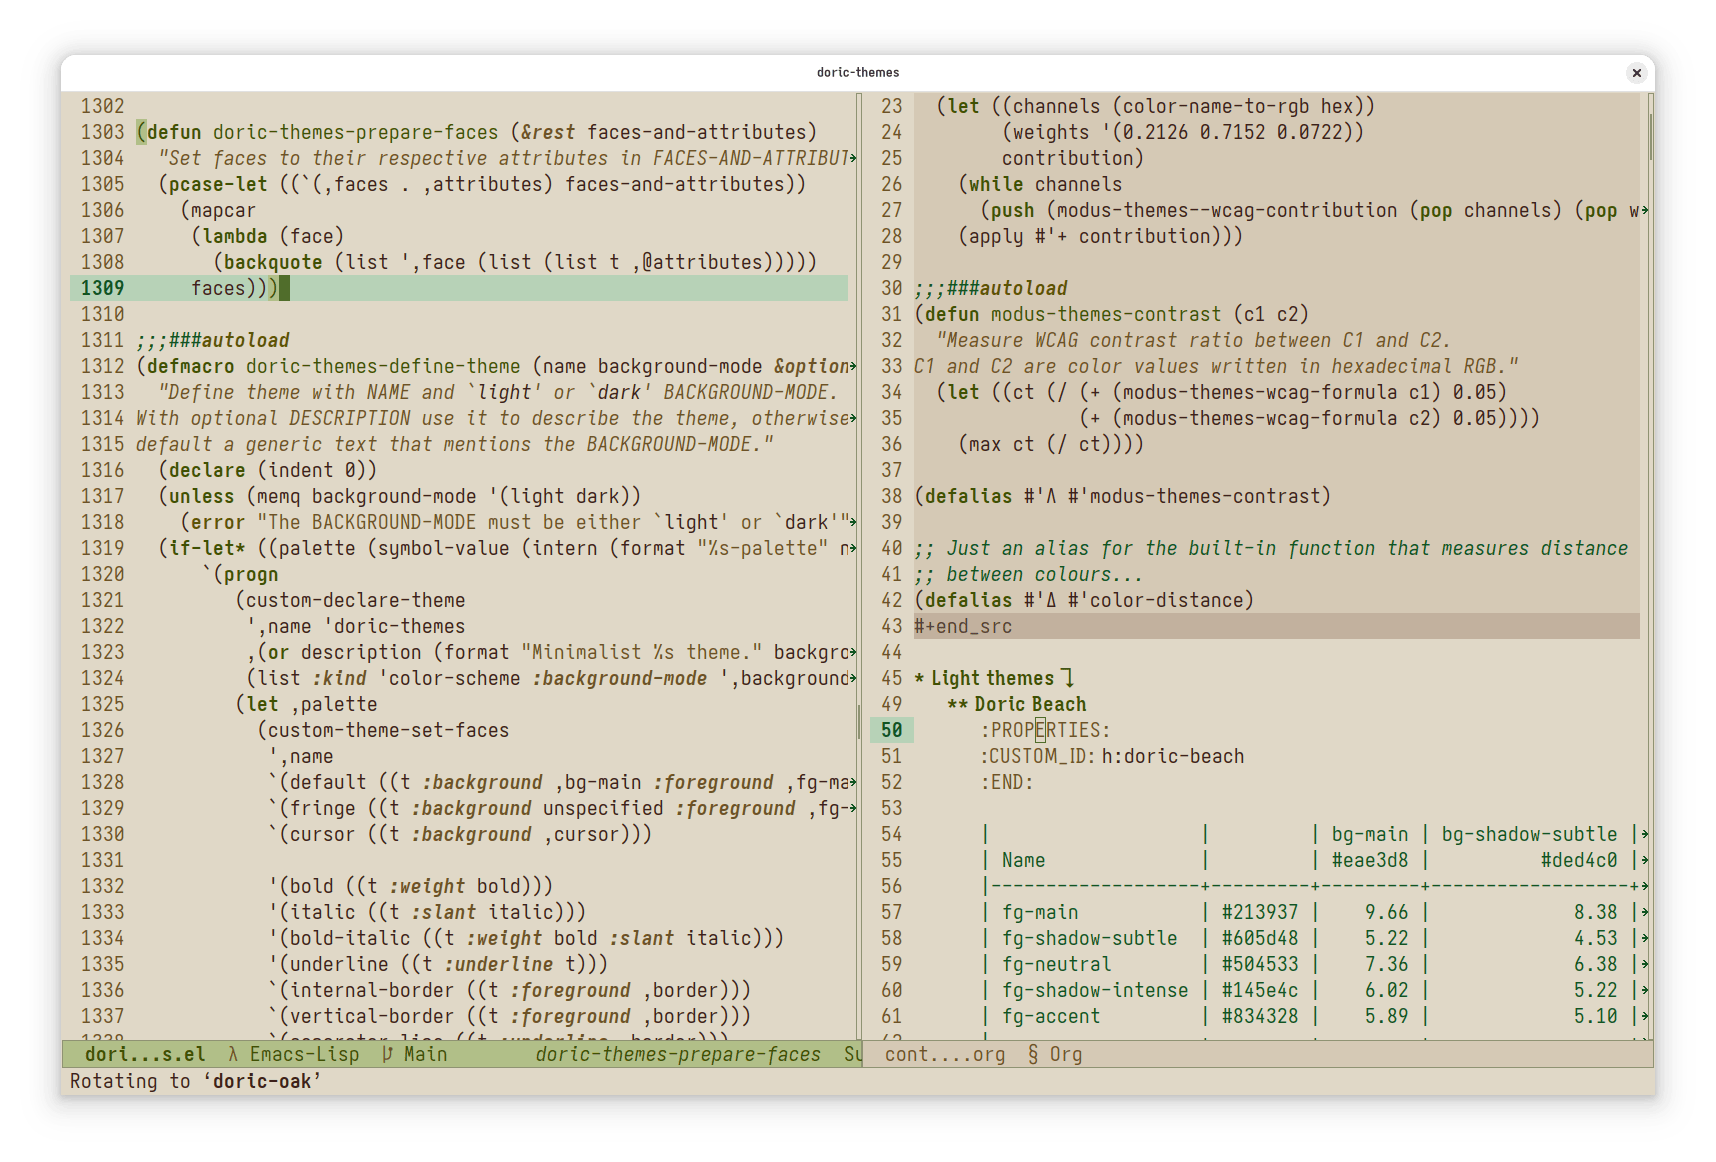 doric-themes
1302
1303 (defun doric-themes-prepare-faces (&rest faces-and-attributes)
1304   "Set faces to their respective attributes in FACES-AND-ATTRIBUT
1305   (pcase-let ((`(,faces . ,attributes) faces-and-attributes))
1306     (mapcar
1307      (lambda (face)
1308        (backquote (list ',face (list (list t ,@attributes)))))
1309      faces)))
1310
1311 ;;;###autoload
1312 (defmacro doric-themes-define-theme (name background-mode &option
1313   "Define theme with NAME and `light' or `dark' BACKGROUND-MODE.
1314 With optional DESCRIPTION use it to describe the theme, otherwise
1315 default a generic text that mentions the BACKGROUND-MODE."
1316   (declare (indent 0))
1317   (unless (memq background-mode '(light dark))
1318     (error "The BACKGROUND-MODE must be either `light' or `dark'"
1319   (if-let* ((palette (symbol-value (intern (format "%s-palette" n
1320       `(progn
1321          (custom-declare-theme
1322           ',name 'doric-themes
1323           ,(or description (format "Minimalist %s theme." backgro
1324           (list :kind 'color-scheme :background-mode ',background
1325          (let ,palette
1326            (custom-theme-set-faces
1327             ',name
1328             `(default ((t :background ,bg-main :foreground ,fg-ma
1329             `(fringe ((t :background unspecified :foreground ,fg-
1330             `(cursor ((t :background ,cursor)))
1331
1332             '(bold ((t :weight bold)))
1333             '(italic ((t :slant italic)))
1334             '(bold-italic ((t :weight bold :slant italic)))
1335             '(underline ((t :underline t)))
1336             `(internal-border ((t :foreground ,border)))
1337             `(vertical-border ((t :foreground ,border)))
dori...s.el λ Emacs-Lisp Main doric-themes-prepare-faces Su
23   (let ((channels (color-name-to-rgb hex))
24         (weights '(0.2126 0.7152 0.0722))
25         contribution)
26     (while channels
27       (push (modus-themes--wcag-contribution (pop channels) (pop w
28     (apply #'+ contribution)))
29
30 ;;;###autoload
31 (defun modus-themes-contrast (c1 c2)
32   "Measure WCAG contrast ratio between C1 and C2.
33 C1 and C2 are color values written in hexadecimal RGB."
34   (let ((ct (/ (+ (modus-themes-wcag-formula c1) 0.05)
35                (+ (modus-themes-wcag-formula c2) 0.05))))
36     (max ct (/ ct))))
37
38 (defalias #'Λ #'modus-themes-contrast)
39
40 ;; Just an alias for the built-in function that measures distance
41 ;; between colours...
42 (defalias #'Δ #'color-distance)
43 #+end_src
44
45 * Light themes ⤵
49    ** Doric Beach
50       :PROPERTIES:
51       :CUSTOM_ID: h:doric-beach
52       :END:
53
54       |                   |         | bg-main | bg-shadow-subtle |
55       | Name              |         | #eae3d8 |          #ded4c0 |
56       |-------------------+---------+---------+------------------+
57       | fg-main           | #213937 |    9.66 |             8.38 |
58       | fg-shadow-subtle  | #605d48 |    5.22 |             4.53 |
59       | fg-neutral        | #504533 |    7.36 |             6.38 |
60       | fg-shadow-intense | #145e4c |    6.02 |             5.22 |
61       | fg-accent         | #834328 |    5.89 |             5.10 |
cont....org § Org
Rotating to ‘doric-oak’